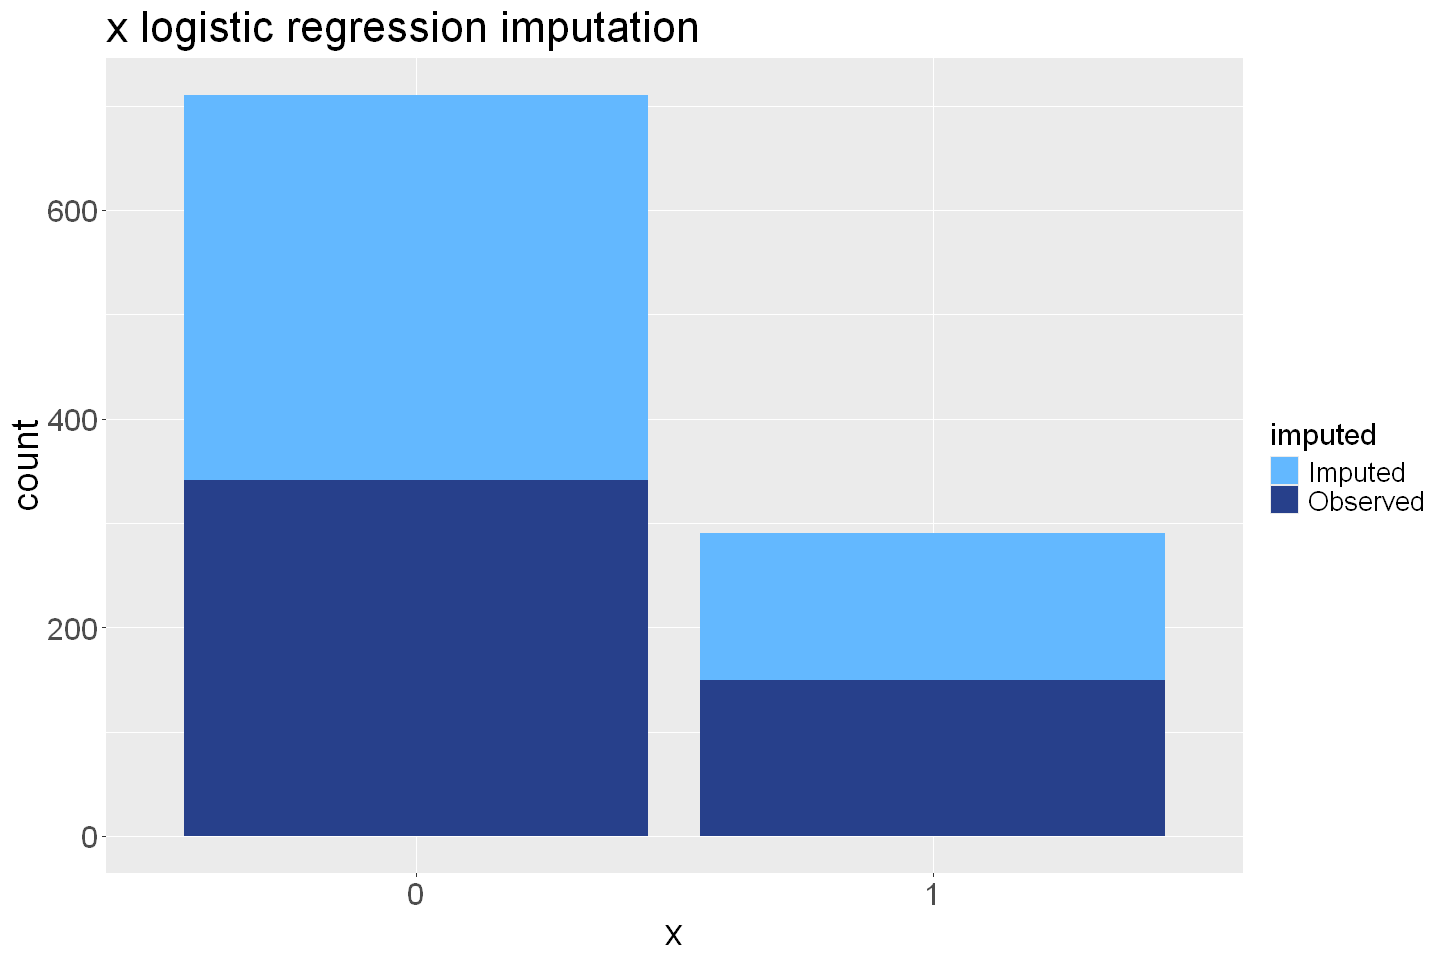 x logistic regression imputation
count
600
400
200
0
0
1
x
imputed
Imputed
Observed